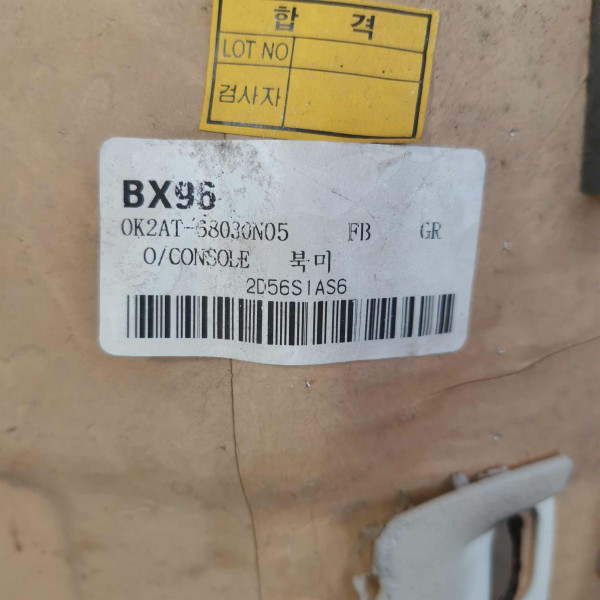 합 격
LOT NO
검사자
BX96
0K2AT-68030N05 FB GR
O/CONSOLE 북미
2D56S1AS6